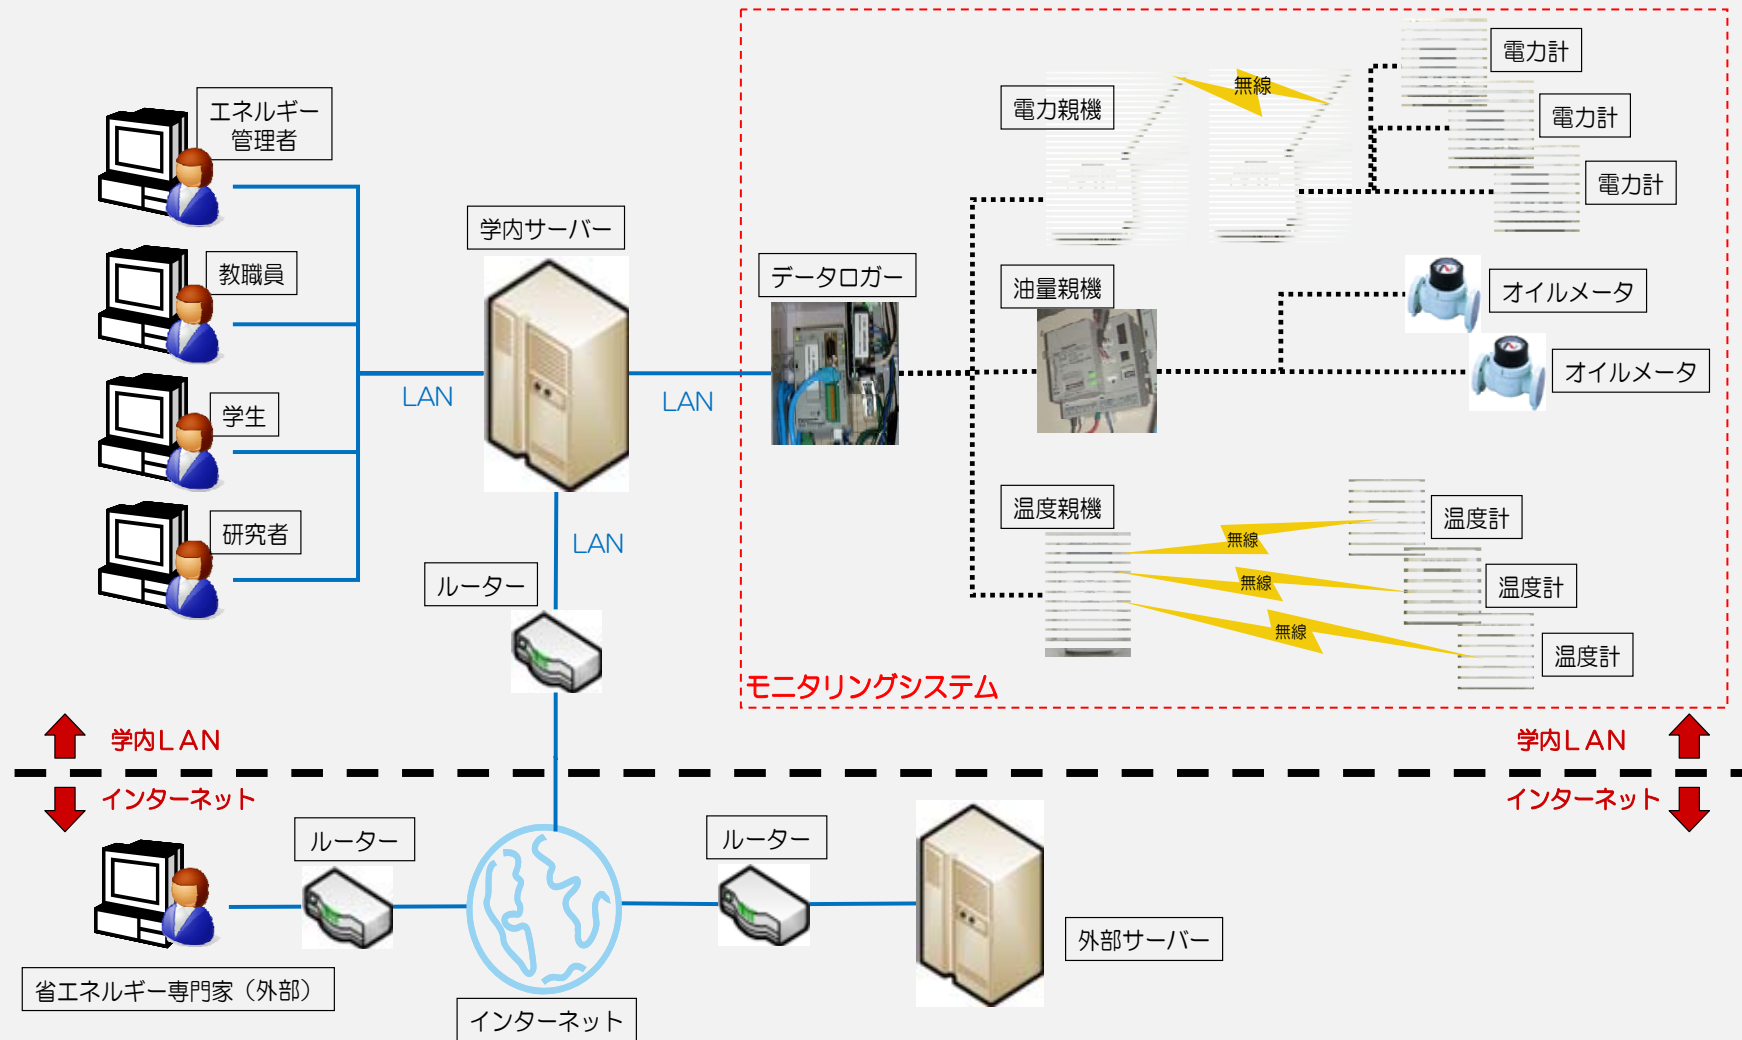 エネルギー
管理者
教職員
学生
研究者
LAN
学内サーバー
LAN
LAN
ルーター
データロガー
電力親機
無線
電力計
電力計
電力計
油量親機
オイルメータ
オイルメータ
温度親機
無線
無線
無線
温度計
温度計
温度計
モニタリングシステム
学内LAN
学内LAN
インターネット
インターネット
ルーター
ルーター
外部サーバー
省エネルギー専門家（外部）
インターネット